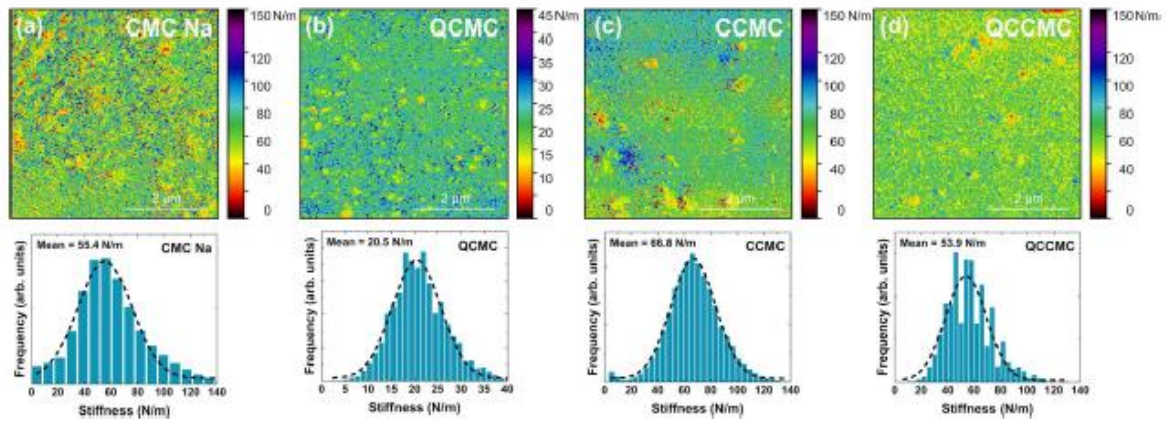 (a) CMC Na
150 N/m
120
100
80
60
40
0
2 µm
(b) QCMC
45 N/m
40
35
30
25
20
15
10
5
0
2 µm
(c) CCMC
150 N/m
120
100
80
60
40
0
2 µm
(d) QCCMC
150 N/m
120
100
80
60
40
0
2 µm
Mean = 55.4 N/m
CMC Na
Frequency (arb. units)
0 20 40 60 80 100 120 140
Stiffness (N/m)
Mean = 20.5 N/m
QCMC
Frequency (arb. units)
0 5 10 15 20 25 30 35 40
Stiffness (N/m)
Mean = 66.8 N/m
CCMC
Frequency (arb. units)
0 20 40 60 80 100 120 140
Stiffness (N/m)
Mean = 53.9 N/m
QCCMC
Frequency (arb. units)
0 20 40 60 80 100 120 140
Stiffness (N/m)